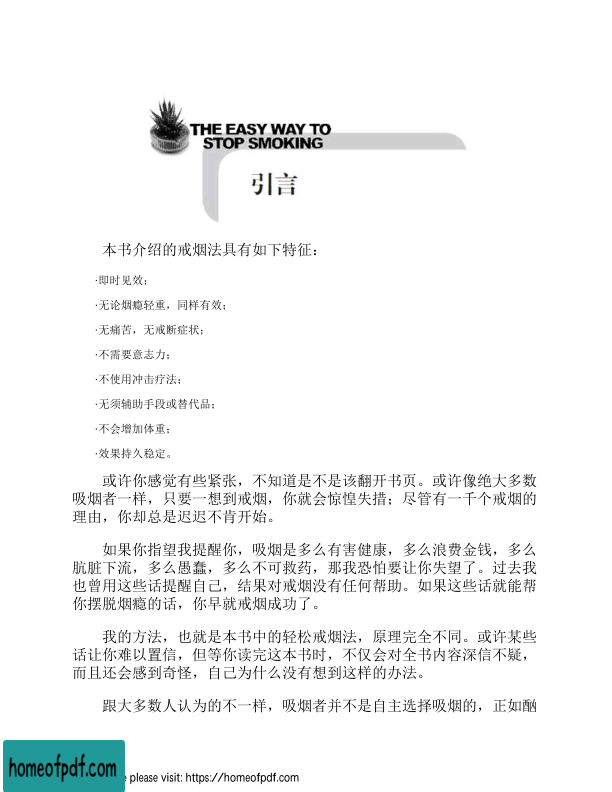 THE EASY WAY TO
STOP SMOKING
引言
本书介绍的戒烟法具有如下特征：
·即时见效；
·无论烟瘾轻重，同样有效；
·无痛苦，无戒断症状；
·不需要意志力；
·不使用冲击疗法；
·无须辅助手段或替代品；
·不会增加体重；
·效果持久稳定。
或许你感觉有些紧张，不知道是不是该翻开书页。或许像绝大多数
吸烟者一样，只要一想到戒烟，你就会惊惶失措；尽管有一千个戒烟的
理由，你却总是迟迟不肯开始。
如果你指望我提醒你，吸烟是多么有害健康，多么浪费金钱，多么
肮脏下流，多么愚蠢，多么不可救药，那我恐怕要让你失望了。过去我
也曾用这些话提醒自己，结果对戒烟没有任何帮助。如果这些话就能帮
你摆脱烟瘾的话，你早就戒烟成功了。
我的方法，也就是本书中的轻松戒烟法，原理完全不同。或许某些
话让你难以置信，但等你读完这本书时，不仅会对全书内容深信不疑，
而且还会感到奇怪，自己为什么没有想到这样的办法。
跟大多数人认为的不一样，吸烟者并不是自主选择吸烟的，正如酗
homeofpdf.com
e please visit: https://homeofpdf.com